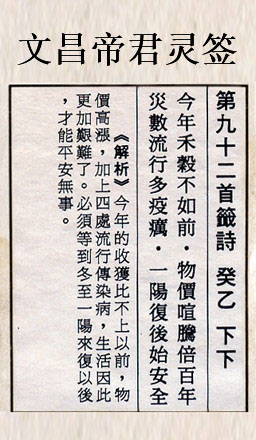 文昌帝君灵签
第九十二首籤詩 癸乙 下下
今年禾穀不如前·物價喧騰倍百年
災數流行多疫癘·一陽復後始安全
《解析》今年的收獲比不上以前，物
價高漲，加上四處流行傳染病，生活因此
更加艱難了。必須等到冬至一陽來復以後
，才能平安無事。